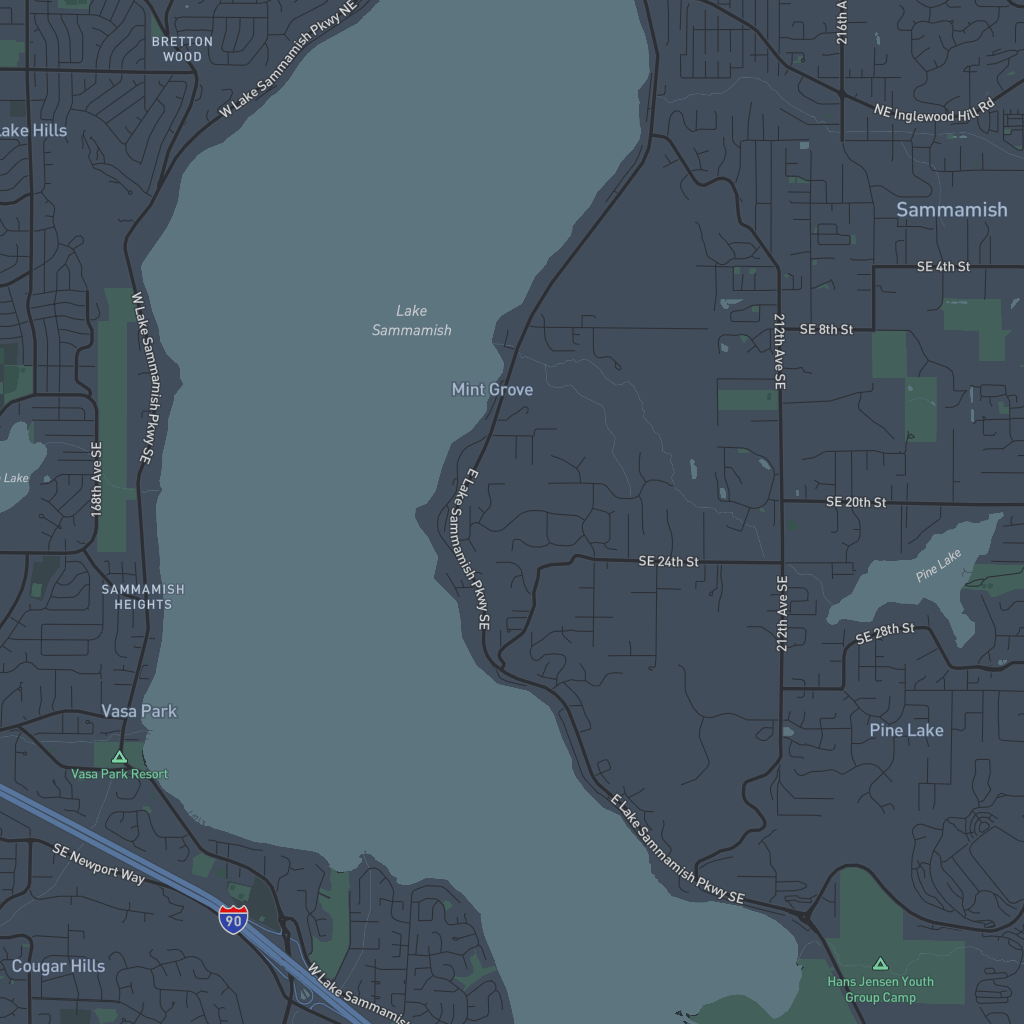 W Lake Sammamish Pkwy NE
216th A
BRETTON
WOOD
NE Inglewood Hill Rd
Lake Hills
Sammamish
SE 4th St
W Lake Sammamish Pkwy SE
Lake
Sammamish
212th Ave SE
SE 8th St
Mint Grove
168th Ave SE
Lake
E Lake Sammamish Pkwy SE
SE 20th St
SE 24th St
Pine Lake
SAMMAMISH
HEIGHTS
212th Ave SE
SE 28th St
Vasa Park
Pine Lake
Vasa Park Resort
E Lake Sammamish Pkwy SE
SE Newport Way
90
Cougar Hills
W Lake Sammamish
Hans Jensen Youth
Group Camp